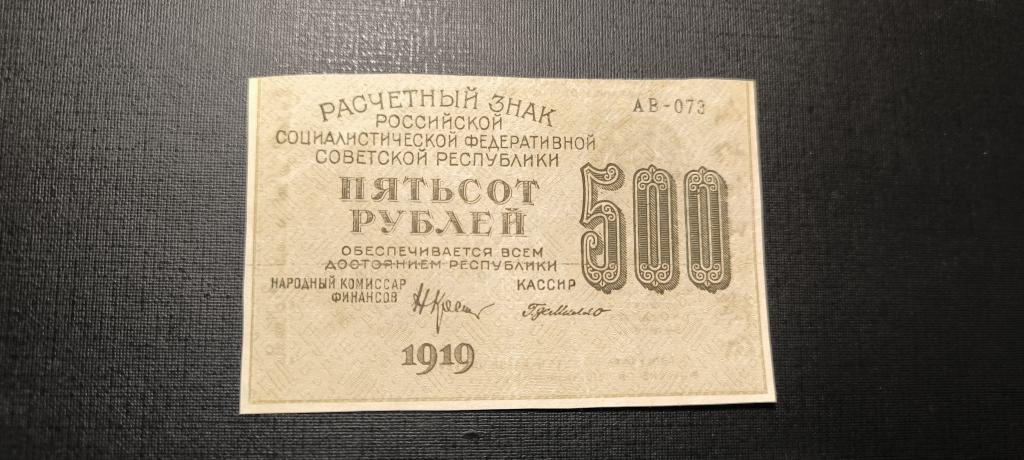 РАСЧЕТНЫЙ ЗНАК
АВ-073
РОССИЙСКОЙ
СОЦИАЛИСТИЧЕСКОЙ ФЕДЕРАТИВНОЙ
СОВЕТСКОЙ РЕСПУБЛИКИ
ПЯТЬСОТ
РУБЛЕЙ
500
ОБЕСПЕЧИВАЕТСЯ ВСЕМ
ДОСТОЯНИЕМ РЕСПУБЛИКИ
НАРОДНЫЙ КОМИССАР
ФИНАНСОВ
КАССИР
1919